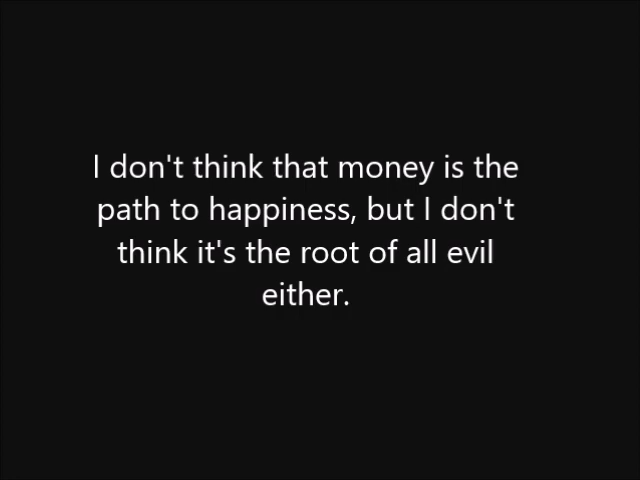 I don't think that money is the
path to happiness, but I don't
think it's the root of all evil
either.